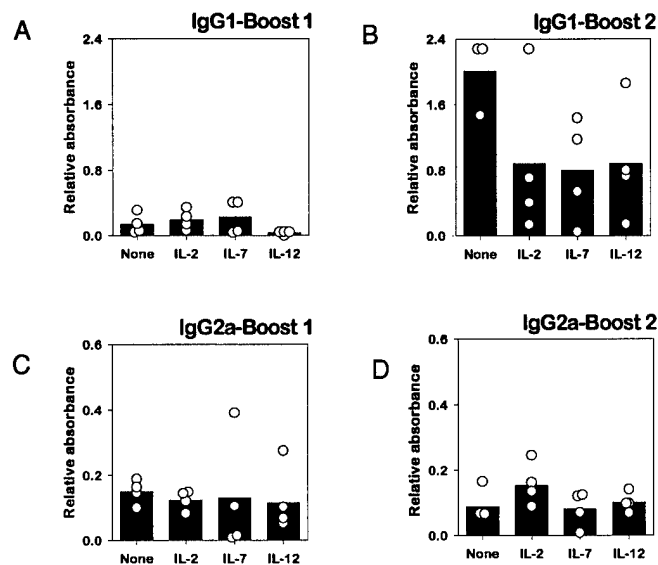 A
IgG1-Boost 1
Relative absorbance
2.4
1.6
0.8
0.0
None IL-2 IL-7 IL-12
B
IgG1-Boost 2
Relative absorbance
2.4
1.6
0.8
0.0
None IL-2 IL-7 IL-12
C
IgG2a-Boost 1
Relative absorbance
0.6
0.4
0.2
0.0
None IL-2 IL-7 IL-12
D
IgG2a-Boost 2
Relative absorbance
0.6
0.4
0.2
0.0
None IL-2 IL-7 IL-12